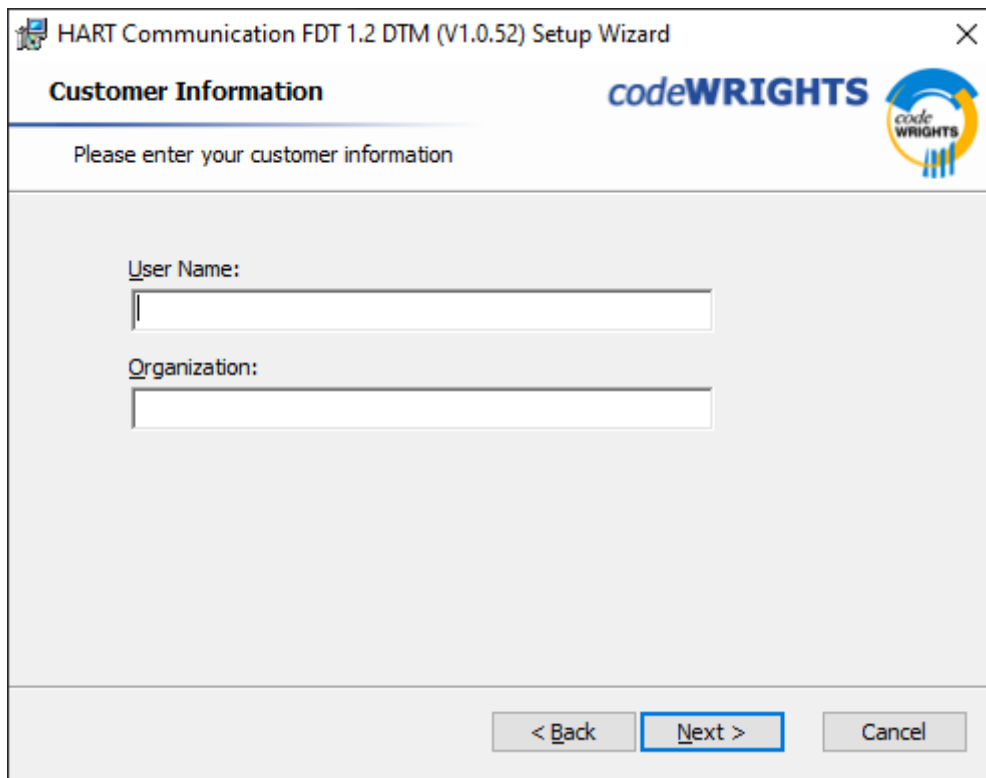 HART Communication FDT 1.2 DTM (V1.0.52) Setup Wizard
Customer Information
codeWRIGHTS
code
WRIGHTS
Please enter your customer information
User Name:
Organization:
< Back
Next >
Cancel